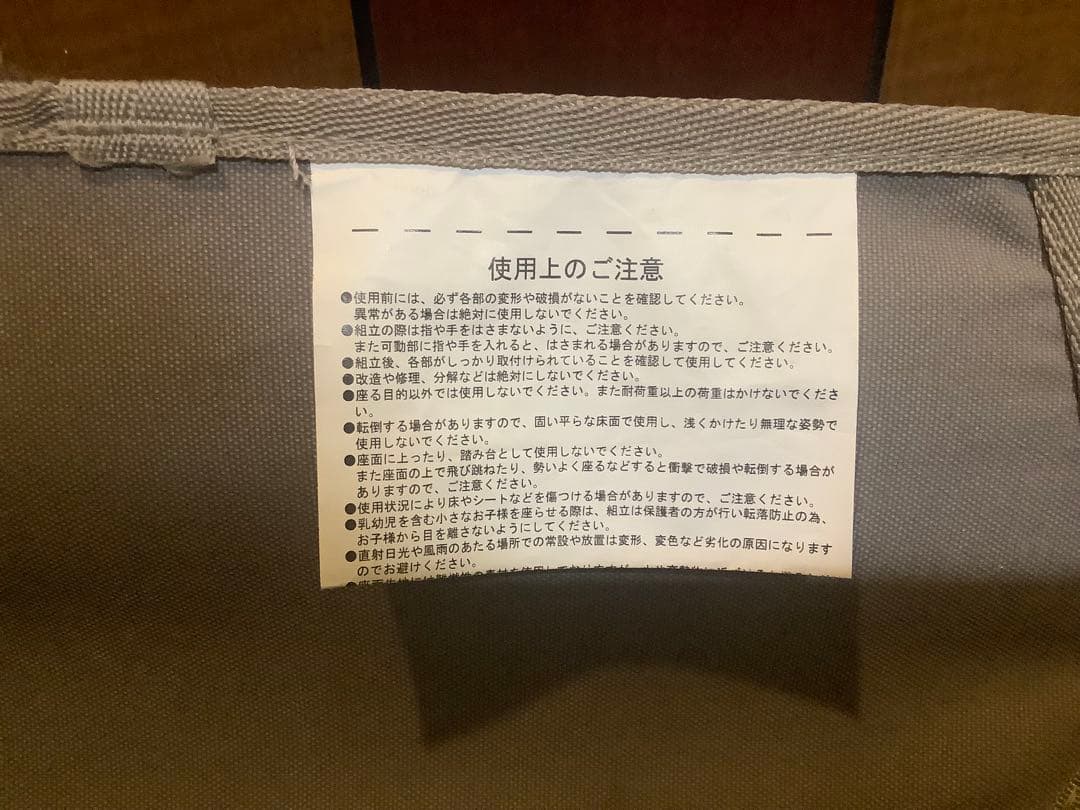 使用上のご注意
●使用前には、必ず各部の変形や破損がないことを確認してください。
異常がある場合は絶対に使用しないでください。
●組立の際は指や手をはさまないように、ご注意ください。
また可動部に指や手を入れると、はさまれる場合がありますので、ご注意ください。
●組立後、各部がしっかり取付けられていることを確認して使用してください。
●改造や修理、分解などは絶対にしないでください。
●座る目的以外では使用しないでください。また耐荷重以上の荷重はかけないでくださ
い。
●転倒する場合がありますので、固い平らな床面で使用し、浅くかけたり無理な姿勢で
使用しないでください。
●座面に上ったり、踏み台として使用しないでください。
また座面の上で飛び跳ねたり、勢いよく座るなどすると衝撃で破損や転倒する場合が
ありますので、ご注意ください。
●使用状況により床やシートなどを傷つける場合がありますので、ご注意ください。
●乳幼児を含む小さなお子様を座らせる際は、組立は保護者の方が行い転落防止の為、
お子様から目を離さないようにしてください。
●直射日光や風雨のあたる場所での常設や放置は変形、変色など劣化の原因になります
のでお避けください。